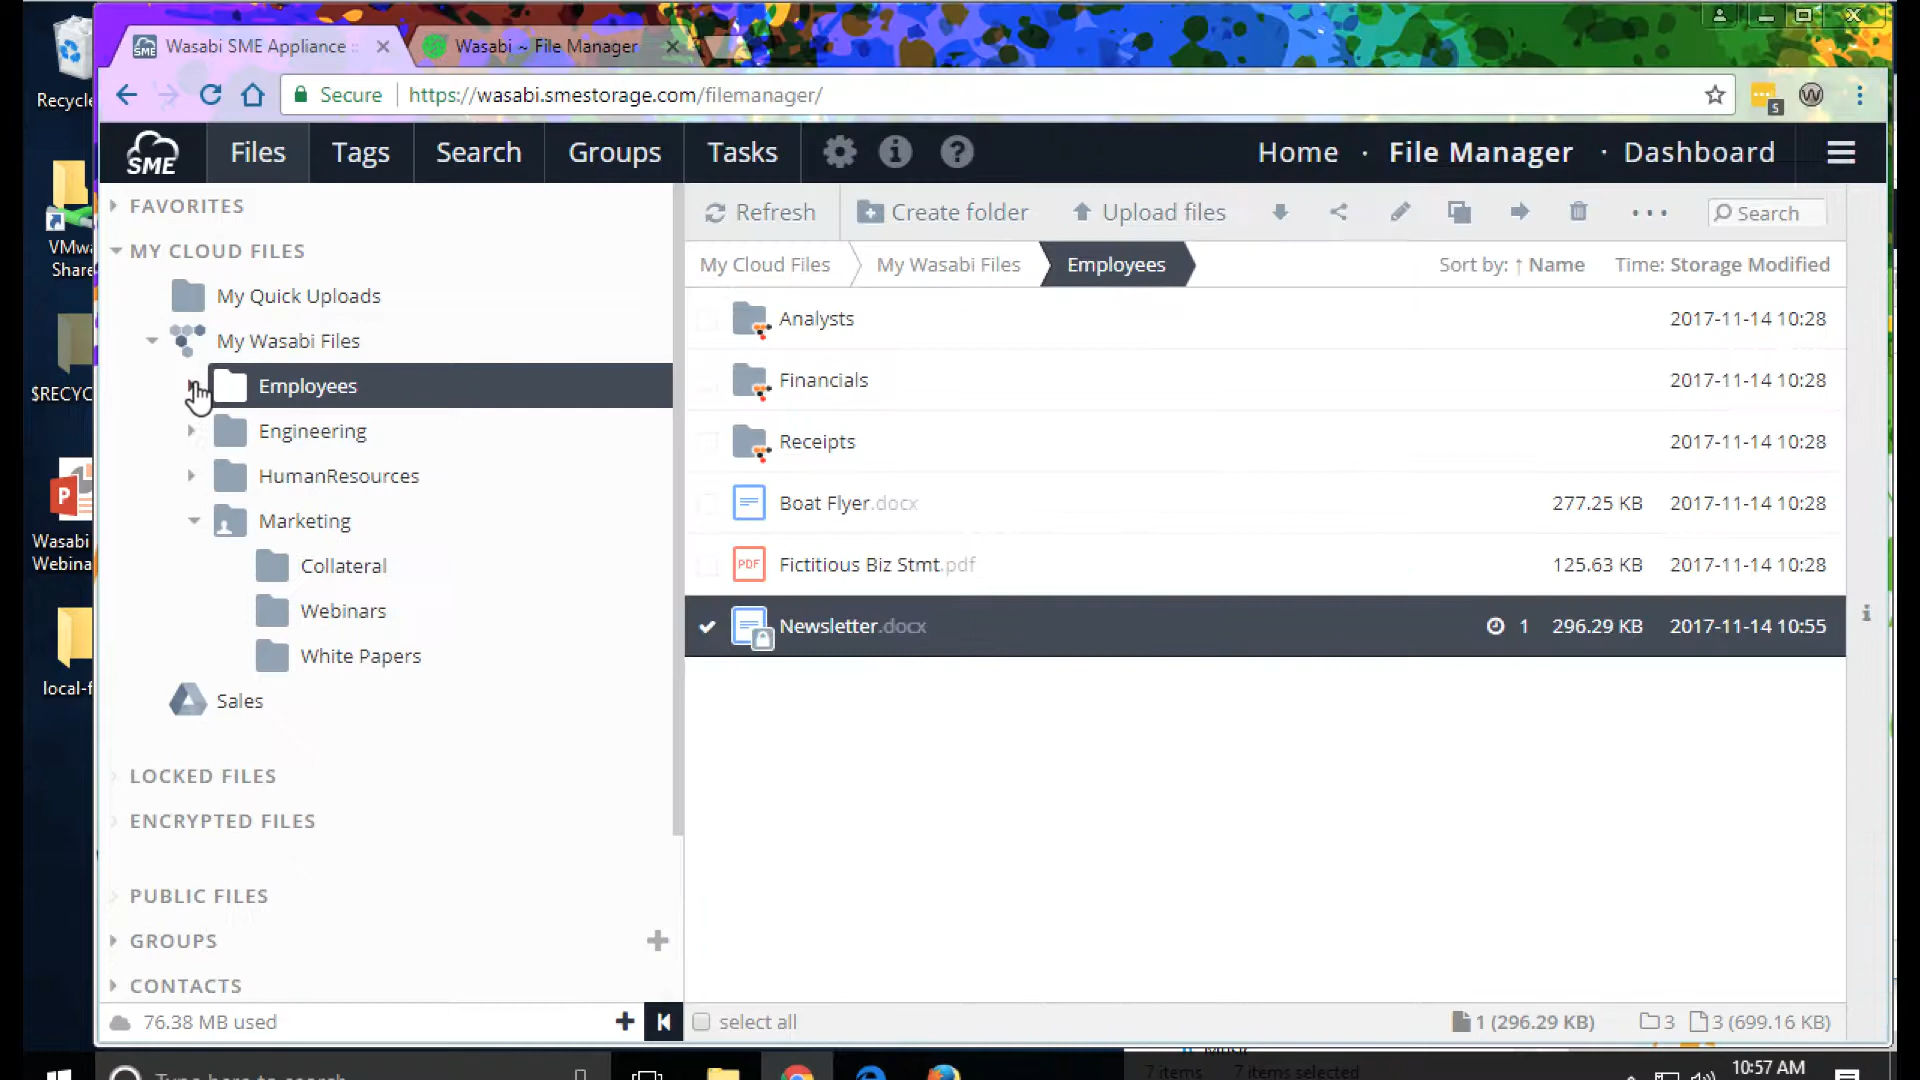 Wasabi SME Appliance :
Wasabi ~ File Manager
Recycle
Secure
https://wasabi.smestorage.com/filemanager/
S
W
SME
Files
Tags
Search
Groups
Tasks
Home · File Manager · Dashboard
FAVORITES
Refresh
Create folder
Upload files
Search
MY CLOUD FILES
My Cloud Files
My Wasabi Files
Employees
Sort by: ↑ Name
Time: Storage Modified
My Quick Uploads
My Wasabi Files
Employees
Engineering
HumanResources
Marketing
Collateral
Webinars
White Papers
Sales
LOCKED FILES
ENCRYPTED FILES
PUBLIC FILES
GROUPS
CONTACTS
Analysts 2017-11-14 10:28
Financials 2017-11-14 10:28
Receipts 2017-11-14 10:28
Boat Flyer.docx 277.25 KB 2017-11-14 10:28
PDF Fictitious Biz Stmt.pdf 125.63 KB 2017-11-14 10:28
Newsletter.docx 1 296.29 KB 2017-11-14 10:55
76.38 MB used
select all
1 (296.29 KB) 3 3 (699.16 KB)
VMwa
Share
$RECYC
P
Wasabi
Webina
local-f
7 items 7 items selected
10:57 AM